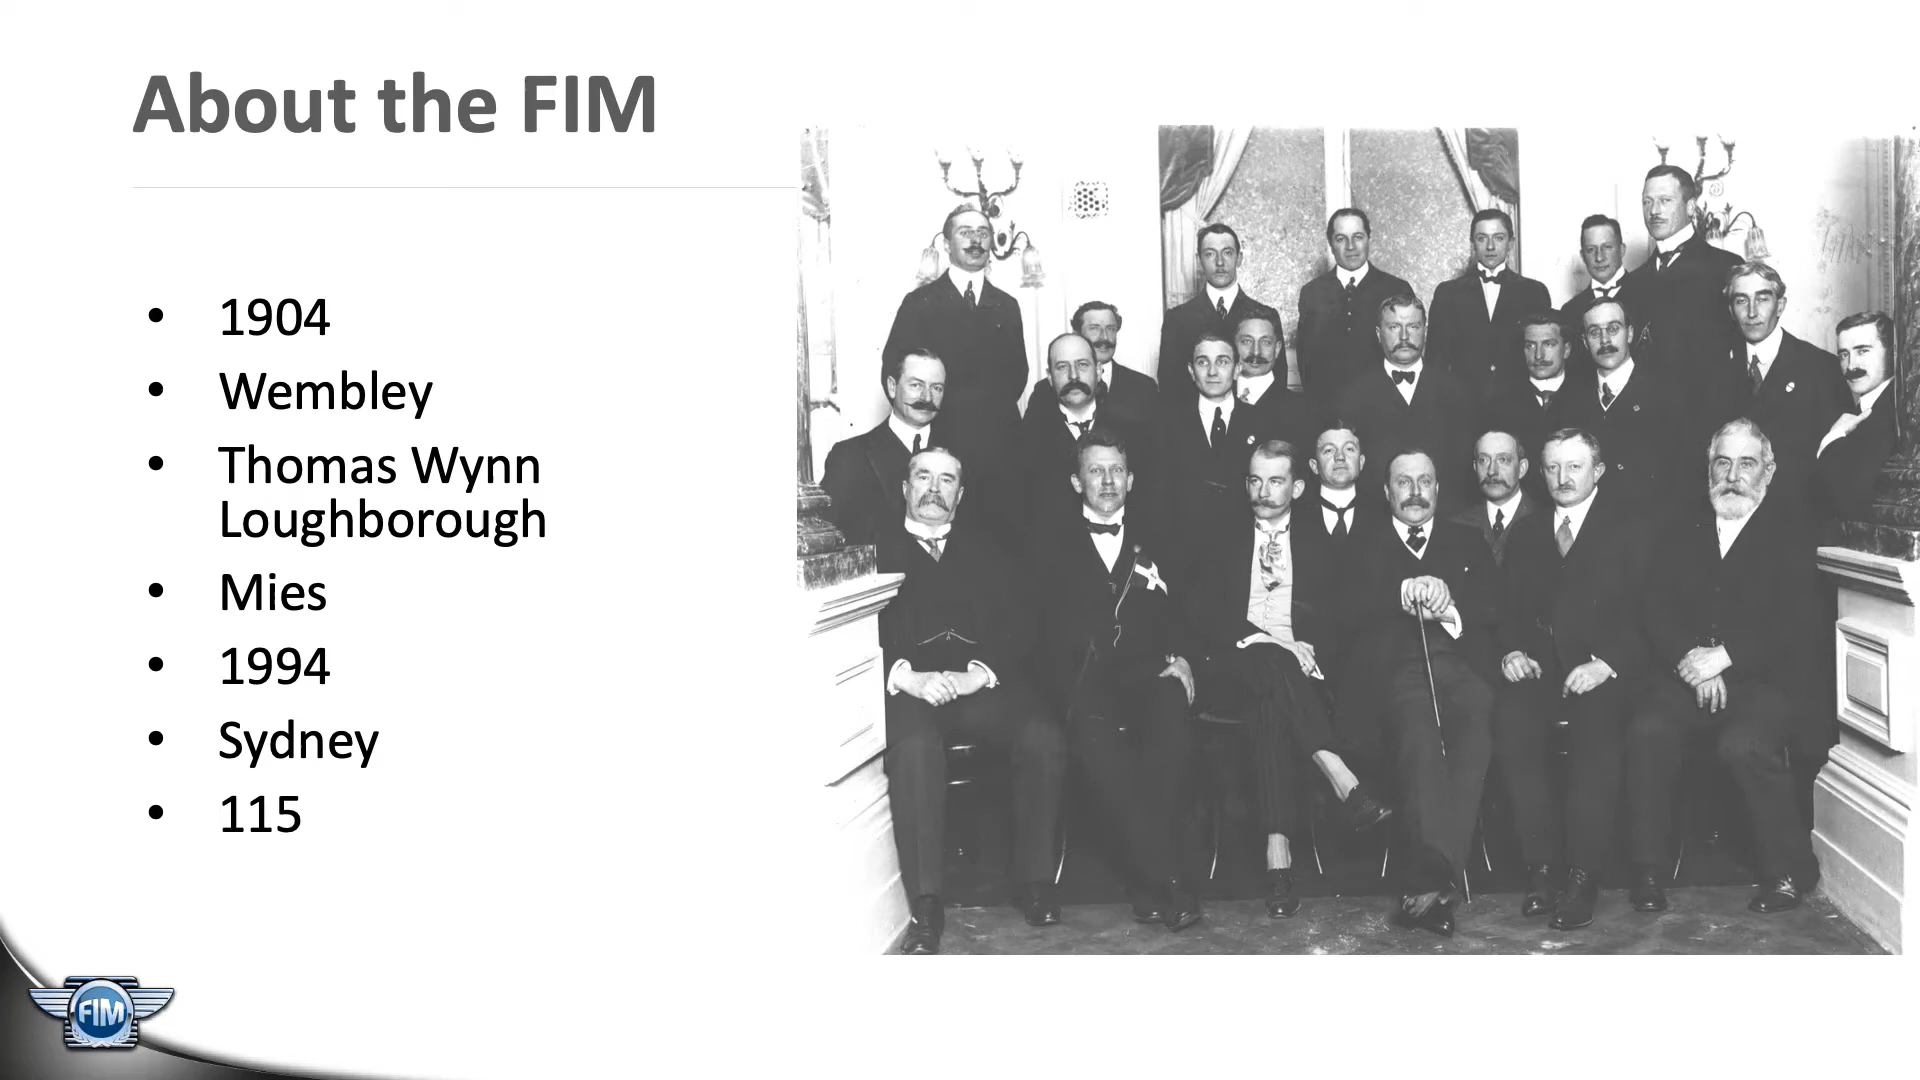 About the FIM
• 1904
• Wembley
• Thomas Wynn
Loughborough
• Mies
• 1994
• Sydney
• 115
FIM